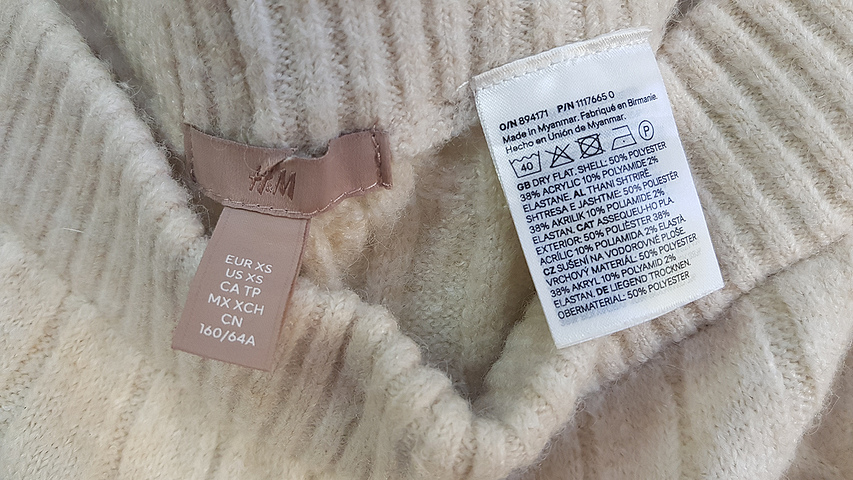 H&M
EUR XS
US XS
CA TP
MX XCH
CN
160/64A
O/N 894171 P/N 1117665 0
Made in Myanmar. Fabriqué en Birmanie.
Hecho en Unión de Myanmar.
40 P
GB DRY FLAT. SHELL: 50% POLYESTER
38% ACRYLIC 10% POLYAMIDE 2%
ELASTANE. AL THANI SHTRIRË.
SHTRESA E JASHTME: 50% POLIESTËR
38% AKRILIK 10% POLIAMIDE 2%
ELASTAN. CAT ASSEQUEU-HO PLA.
EXTERIOR: 50% POLIÈSTER 38%
ACRÍLIC 10% POLIAMIDA 2% ELASTÀ
CZ SUŠENÍ NA VODOROVNÉ PLOŠE
VRCHOVÝ MATERIÁL: 50% POLYESTER
38% AKRYL 10% POLYAMID 2%
ELASTAN. DE LIEGEND TROCKNEN.
OBERMATERIAL: 50% POLYESTER